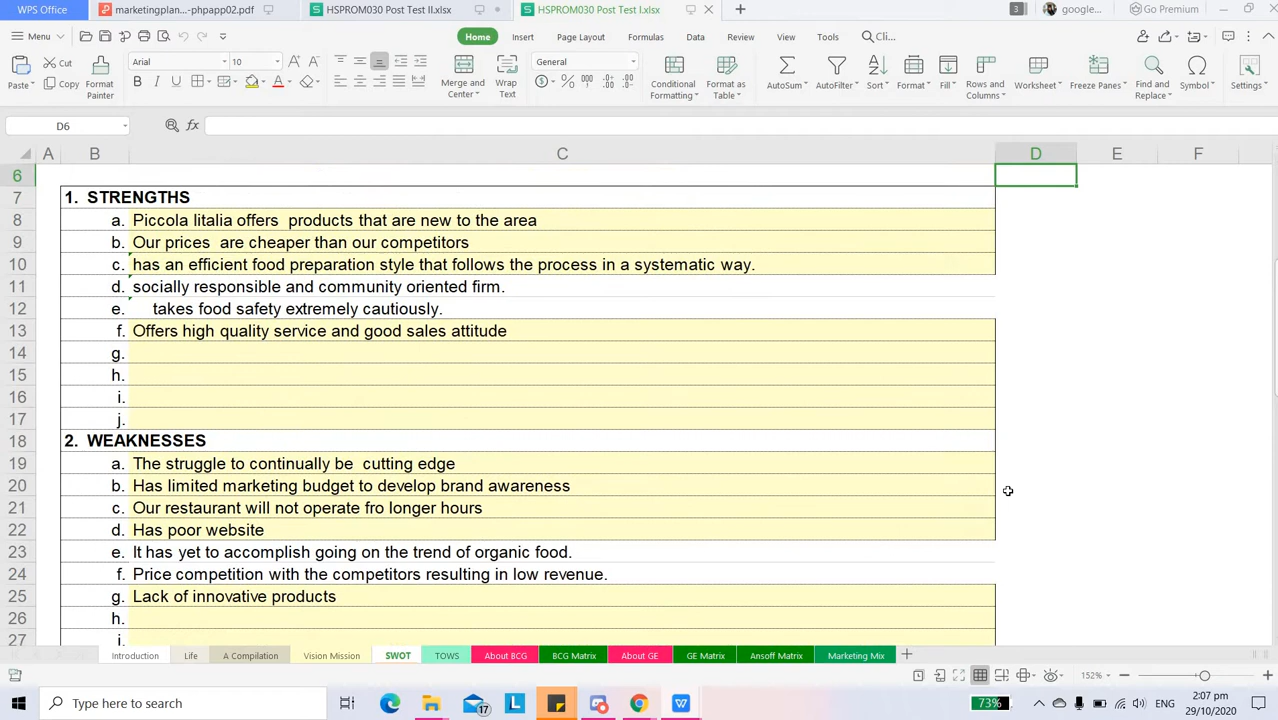 WPS Office
marketingplan...-phpapp02.pdf
HSPROM030 Post Test II.xlsx
HSPROM030 Post Test I.xlsx
3
google...
Go Premium
Menu
Home
Insert
Page Layout
Formulas
Data
Review
View
Tools
Cli...
Paste
Cut
Copy
Format Painter
Arial
10
B I U
Merge and Center
Wrap Text
General
Conditional Formatting
Format as Table
AutoSum
AutoFilter
Sort
Format
Fill
Rows and Columns
Worksheet
Freeze Panes
Find and Replace
Symbol
Settings
D6
fx
A B C D E F
6
7 1. STRENGTHS
8 a. Piccola Iitalia offers products that are new to the area
9 b. Our prices are cheaper than our competitors
10 c. has an efficient food preparation style that follows the process in a systematic way.
11 d. socially responsible and community oriented firm.
12 e. takes food safety extremely cautiously.
13 f. Offers high quality service and good sales attitude
14 g.
15 h.
16 i.
17 j.
18 2. WEAKNESSES
19 a. The struggle to continually be cutting edge
20 b. Has limited marketing budget to develop brand awareness
21 c. Our restaurant will not operate fro longer hours
22 d. Has poor website
23 e. It has yet to accomplish going on the trend of organic food.
24 f. Price competition with the competitors resulting in low revenue.
25 g. Lack of innovative products
26 h.
27 i.
Introduction
Life
A Compilation
Vision Mission
SWOT
TOWS
About BCG
BCG Matrix
About GE
GE Matrix
Ansoff Matrix
Marketing Mix
152%
Type here to search
17
73%
ENG
2:07 pm
29/10/2020